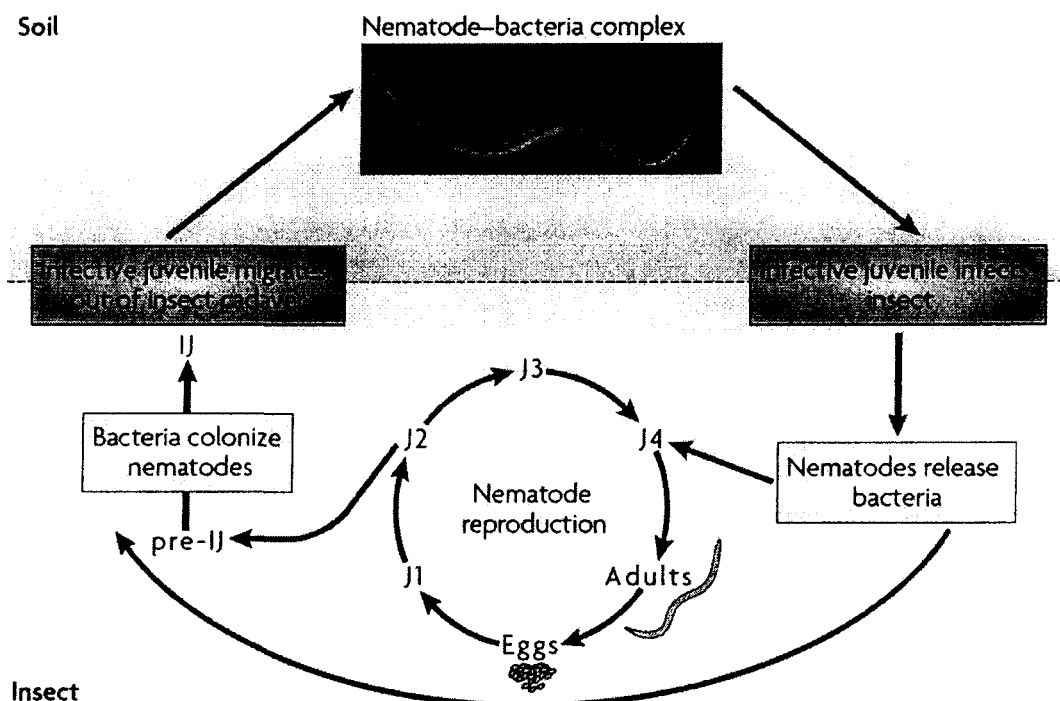 Soil
Nematode–bacteria complex
Infective juvenile migrates
out of insect cadaver
Infective juvenile infects
insect
IJ
Bacteria colonize
nematodes
pre-IJ
J3
J2
J4
Nematode
reproduction
J1
Adults
Eggs
Nematodes release
bacteria
Insect